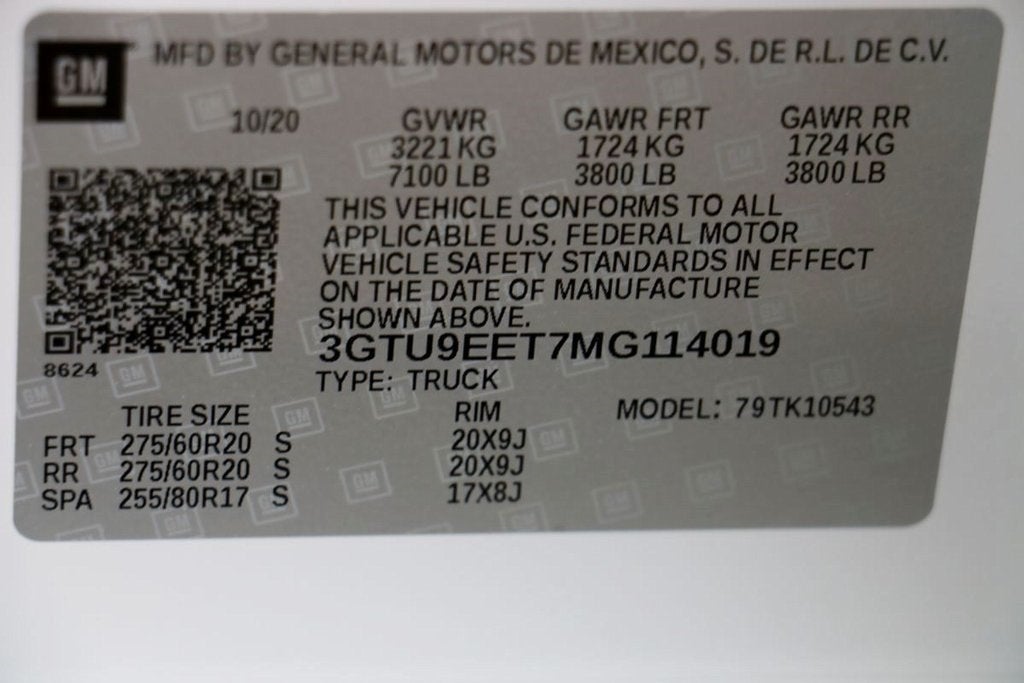 GM MFD BY GENERAL MOTORS DE MEXICO, S. DE R.L. DE C.V.
10/20 GVWR GAWR FRT GAWR RR
3221 KG 1724 KG 1724 KG
7100 LB 3800 LB 3800 LB
THIS VEHICLE CONFORMS TO ALL
APPLICABLE U.S. FEDERAL MOTOR
VEHICLE SAFETY STANDARDS IN EFFECT
ON THE DATE OF MANUFACTURE
SHOWN ABOVE.
3GTU9EET7MG114019
8624
TYPE: TRUCK
TIRE SIZE RIM MODEL: 79TK10543
FRT 275/60R20 S 20X9J
RR 275/60R20 S 20X9J
SPA 255/80R17 S 17X8J